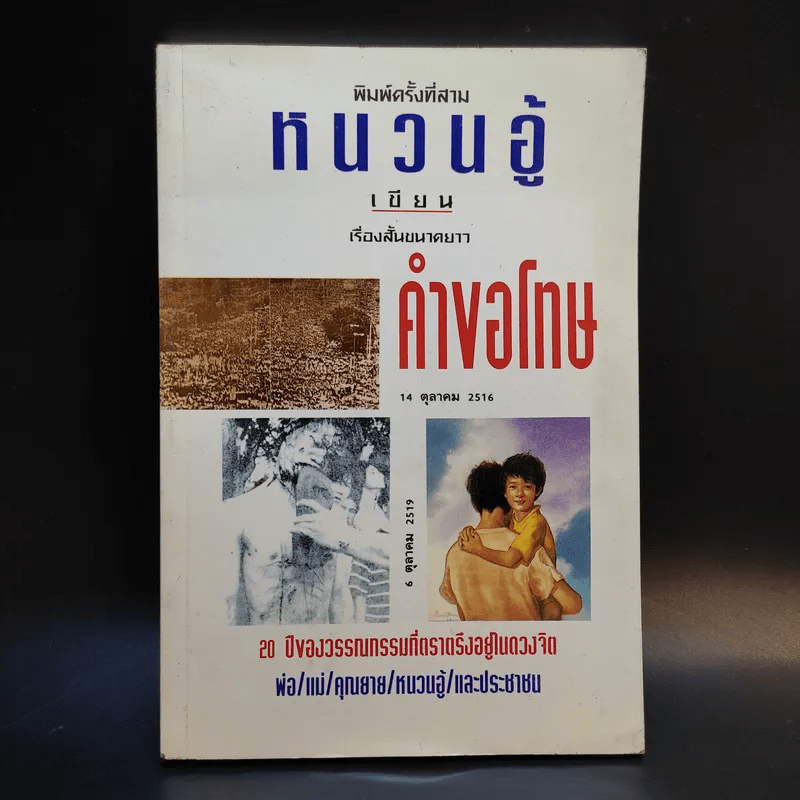 พิมพ์ครั้งที่สาม
หนวนอู้
เขียน
เรื่องสั้นขนาดยาว
คำขอโทษ
14 ตุลาคม 2516
6 ตุลาคม 2519
20 ปีของวรรณกรรมที่ตราตรึงอยู่ในดวงจิต
พ่อ/แม่/คุณยาย/หนวนอู้/และประชาชน